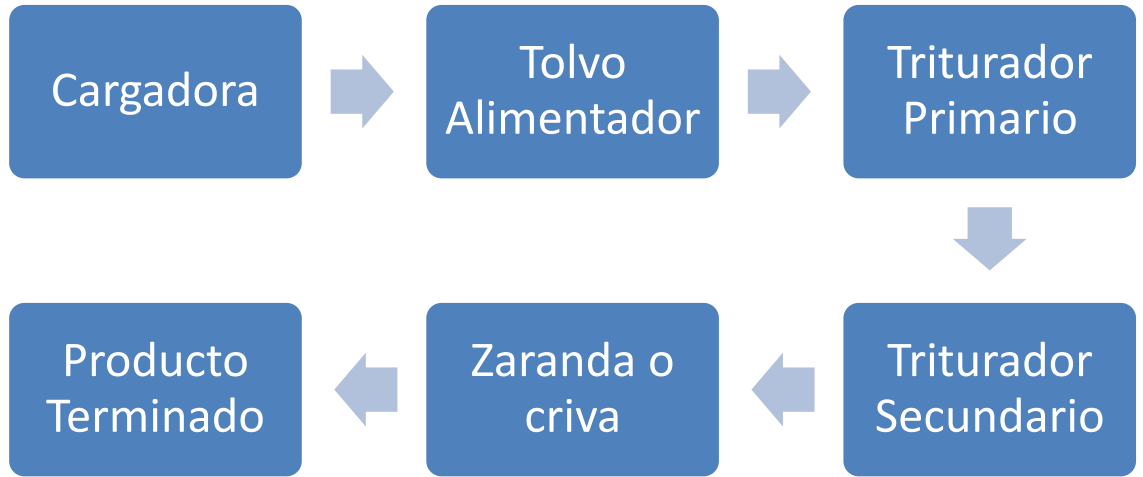 Cargadora
Tolvo
Alimentador
Triturador
Primario
Triturador
Secundario
Zaranda o
criva
Producto
Terminado